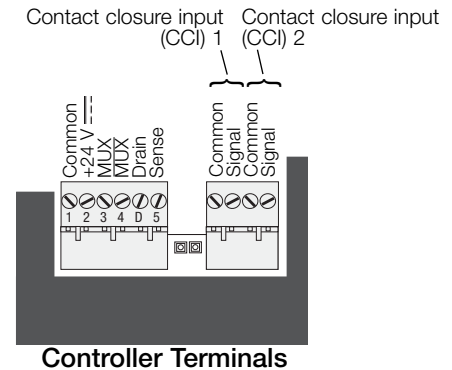 Contact closure input (CCI) 1
Contact closure input (CCI) 2
Common
+24 V
MUX
M̅U̅X̅
Drain
Sense
Common
Signal
Common
Signal
1 2 3 4 D 5
Controller Terminals